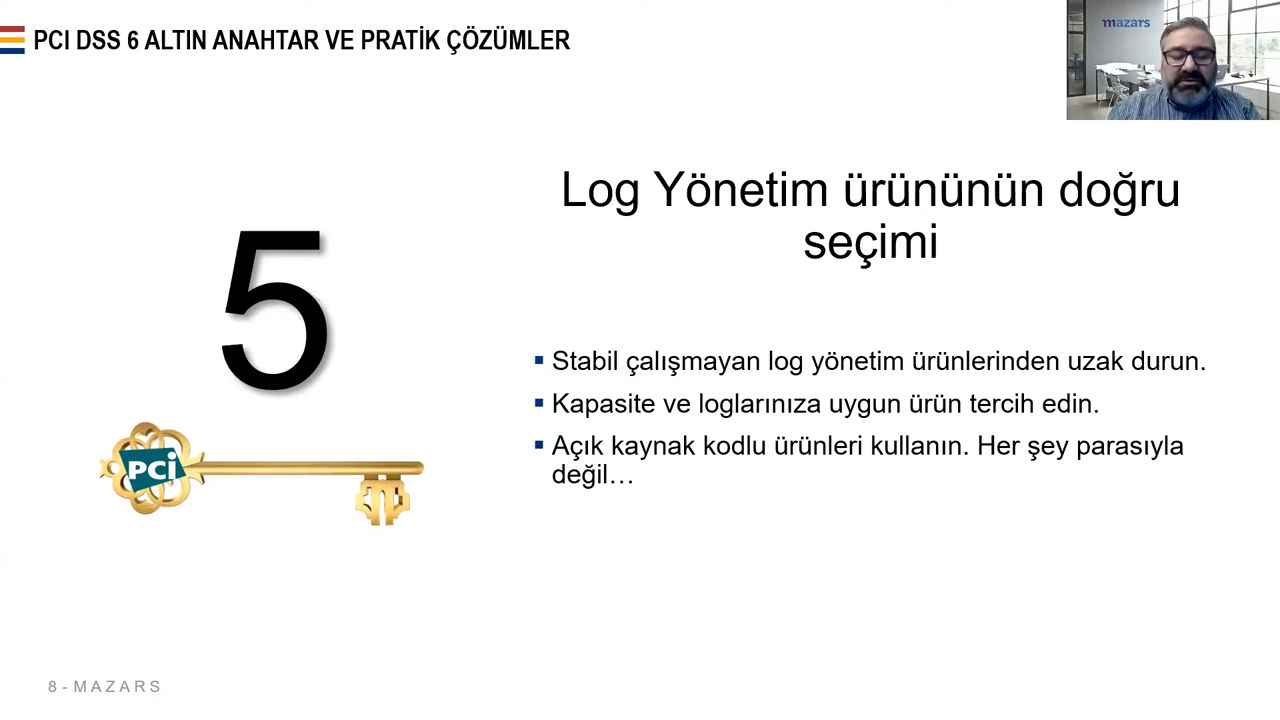 PCI DSS 6 ALTIN ANAHTAR VE PRATİK ÇÖZÜMLER
mazars
Log Yönetim ürününün doğru
seçimi
5
▪ Stabil çalışmayan log yönetim ürünlerinden uzak durun.
▪ Kapasite ve loglarınıza uygun ürün tercih edin.
▪ Açık kaynak kodlu ürünleri kullanın. Her şey parasıyla
değil…
PCi
8 - MAZARS